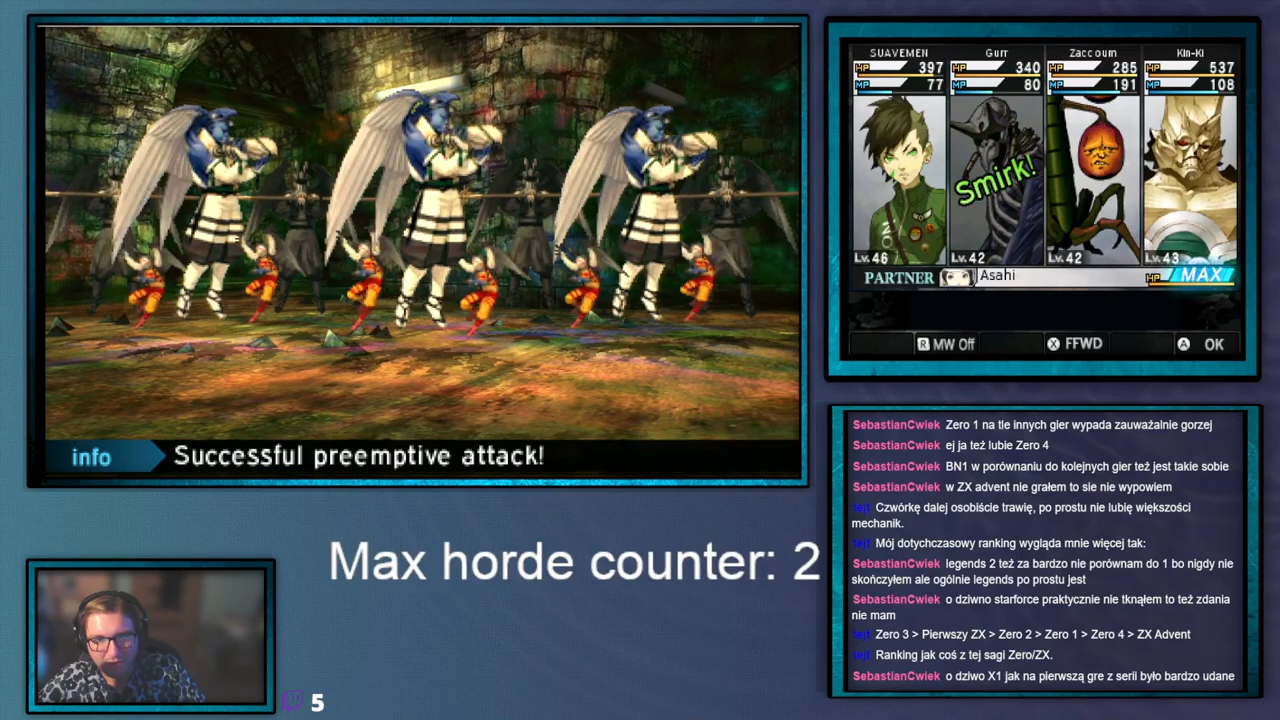 SUAVEMEN
HP 397
MP 77
Lv.46
Gurr
HP 340
MP 80
Smirk!
Lv.42
Zaccoum
HP 285
MP 191
Lv.42
Kin-Ki
HP 537
MP 108
Lv.43
PARTNER Asahi HP MAX
R MW Off X FFWD A OK
info Successful preemptive attack!
Max horde counter: 2
5
SebastianCwiek Zero 1 na tle innych gier wypada zauważalnie gorzej
SebastianCwiek ej ja też lubie Zero 4
SebastianCwiek BN1 w porównaniu do kolejnych gier też jest takie sobie
SebastianCwiek w ZX advent nie grałem to sie nie wypowiem
tejt Czwórkę dalej osobiście trawię, po prostu nie lubię większości
mechanik.
tejt Mój dotychczasowy ranking wygląda mnie więcej tak:
SebastianCwiek legends 2 też za bardzo nie porównam do 1 bo nigdy nie
skończyłem ale ogólnie legends po prostu jest
SebastianCwiek o dziwno starforce praktycznie nie tknąłem to też zdania
nie mam
tejt Zero 3 > Pierwszy ZX > Zero 2 > Zero 1 > Zero 4 > ZX Advent
tejt Ranking jak coś z tej sagi Zero/ZX.
SebastianCwiek o dziwo X1 jak na pierwszą gre z serii było bardzo udane